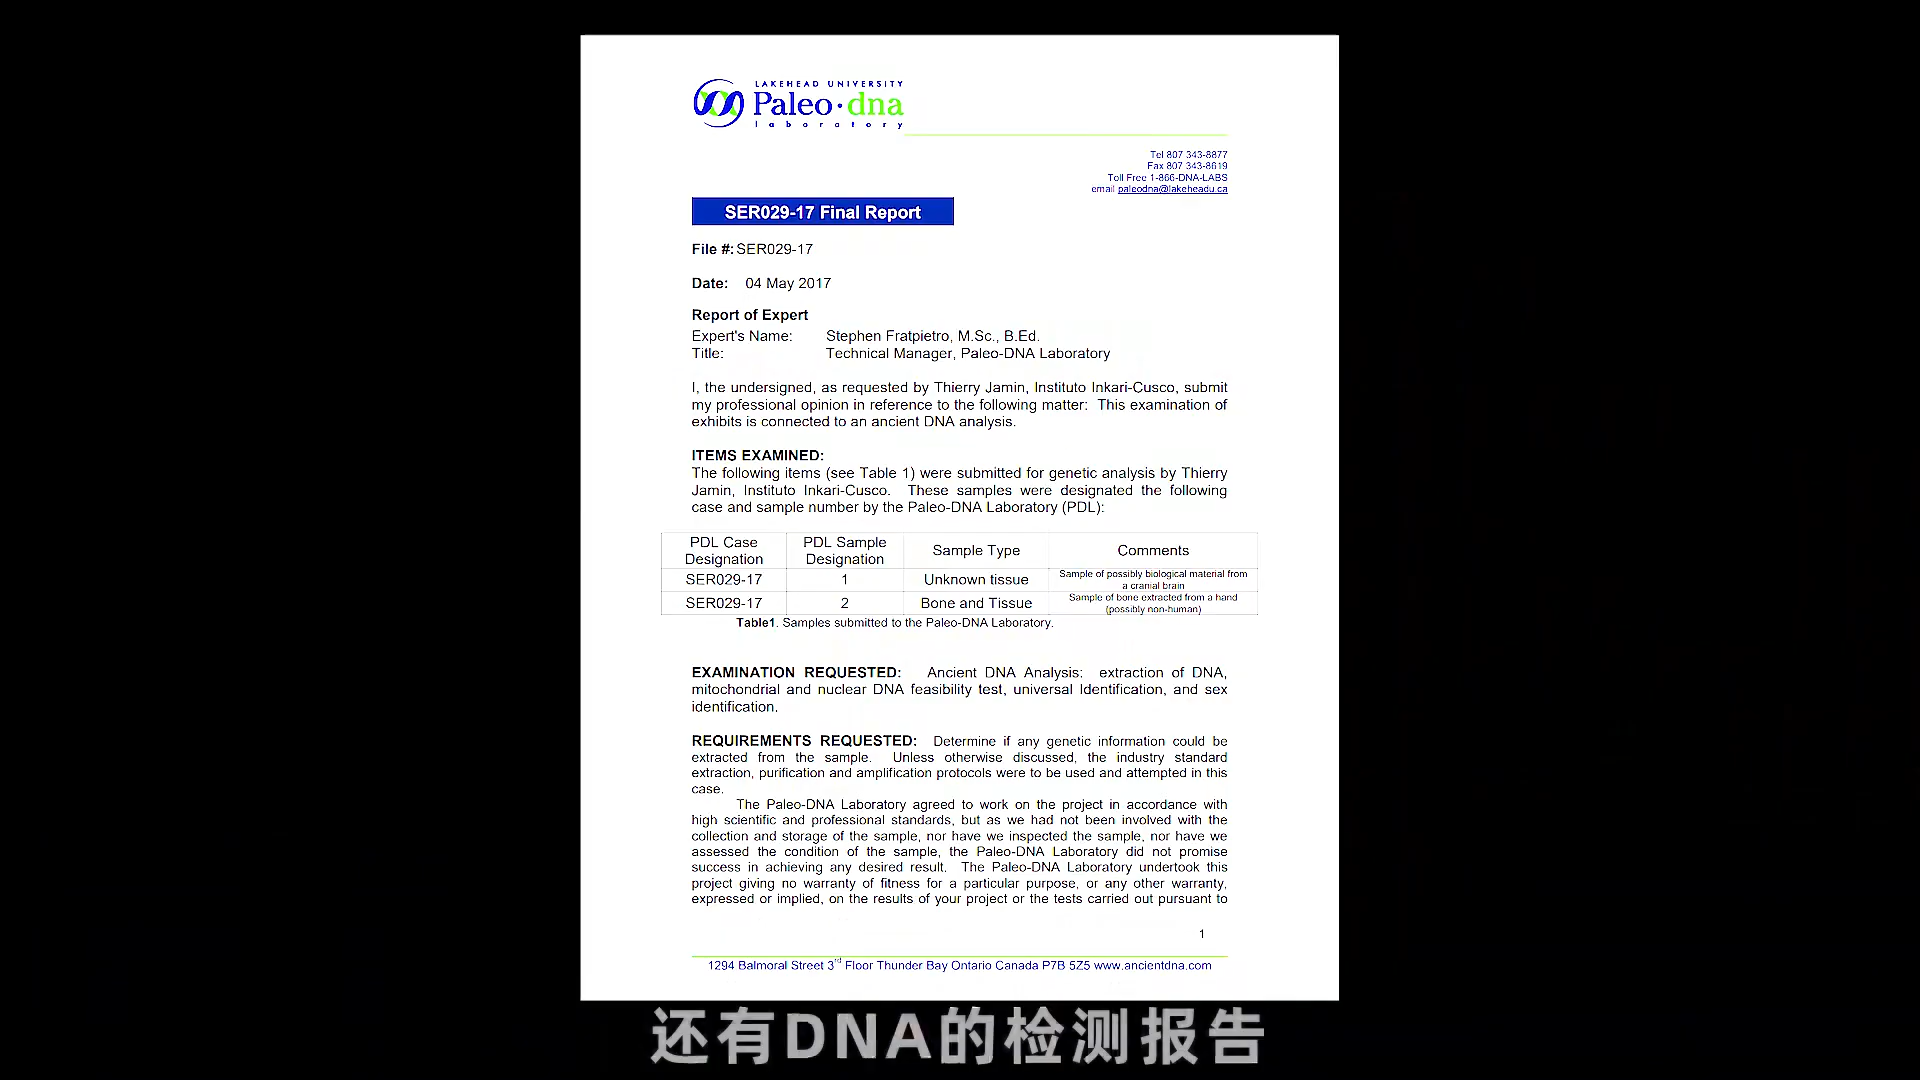 LAKEHEAD UNIVERSITY
Paleo·dna
laboratory
Tel 807 343-8877
Fax 807 343-8619
Toll Free 1-866-DNA-LABS
email paleodna@lakeheadu.ca
SER029-17 Final Report
File #: SER029-17
Date: 04 May 2017
Report of Expert
Expert's Name: Stephen Fratpietro, M.Sc., B.Ed.
Title: Technical Manager, Paleo-DNA Laboratory
I, the undersigned, as requested by Thierry Jamin, Instituto Inkari-Cusco, submit
my professional opinion in reference to the following matter: This examination of
exhibits is connected to an ancient DNA analysis.
ITEMS EXAMINED:
The following items (see Table 1) were submitted for genetic analysis by Thierry
Jamin, Instituto Inkari-Cusco. These samples were designated the following
case and sample number by the Paleo-DNA Laboratory (PDL):
PDL Case Designation PDL Sample Designation Sample Type Comments
SER029-17 1 Unknown tissue Sample of possibly biological material from a cranial brain
SER029-17 2 Bone and Tissue Sample of bone extracted from a hand (possibly non-human)
Table1. Samples submitted to the Paleo-DNA Laboratory.
EXAMINATION REQUESTED: Ancient DNA Analysis: extraction of DNA,
mitochondrial and nuclear DNA feasibility test, universal Identification, and sex
identification.
REQUIREMENTS REQUESTED: Determine if any genetic information could be
extracted from the sample. Unless otherwise discussed, the industry standard
extraction, purification and amplification protocols were to be used and attempted in this
case.
The Paleo-DNA Laboratory agreed to work on the project in accordance with
high scientific and professional standards, but as we had not been involved with the
collection and storage of the sample, nor have we inspected the sample, nor have we
assessed the condition of the sample, the Paleo-DNA Laboratory did not promise
success in achieving any desired result. The Paleo-DNA Laboratory undertook this
project giving no warranty of fitness for a particular purpose, or any other warranty,
expressed or implied, on the results of your project or the tests carried out pursuant to
1
1294 Balmoral Street 3rd Floor Thunder Bay Ontario Canada P7B 5Z5 www.ancientdna.com
还有DNA的检测报告